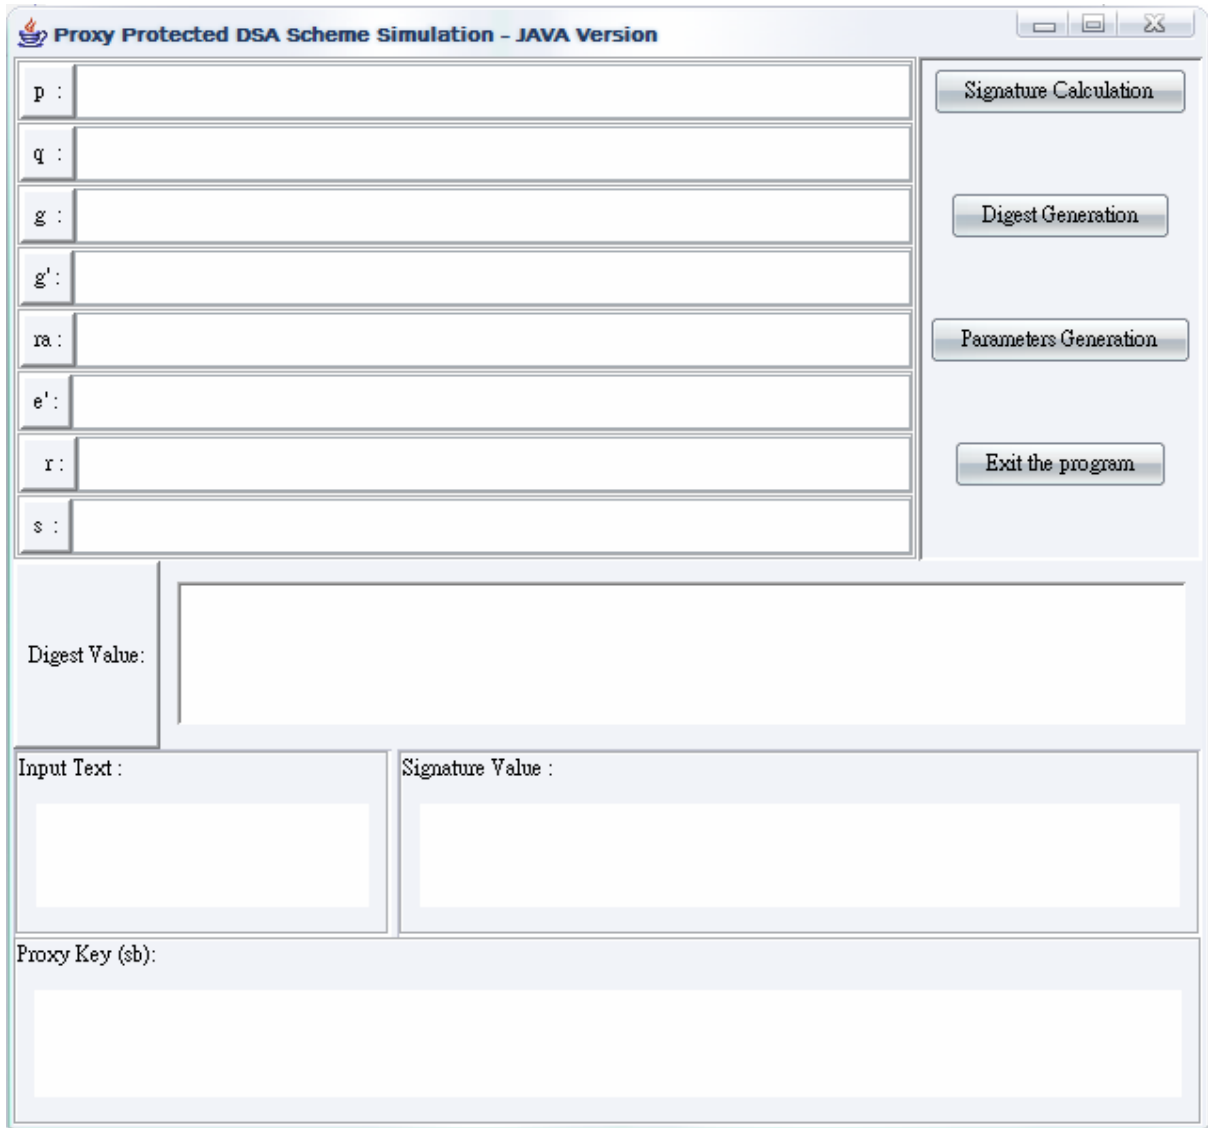 Proxy Protected DSA Scheme Simulation - JAVA Version
p :
q :
g :
g' :
ra :
e' :
r :
s :
Signature Calculation
Digest Generation
Parameters Generation
Exit the program
Digest Value:
Input Text :
Signature Value :
Proxy Key (sb):